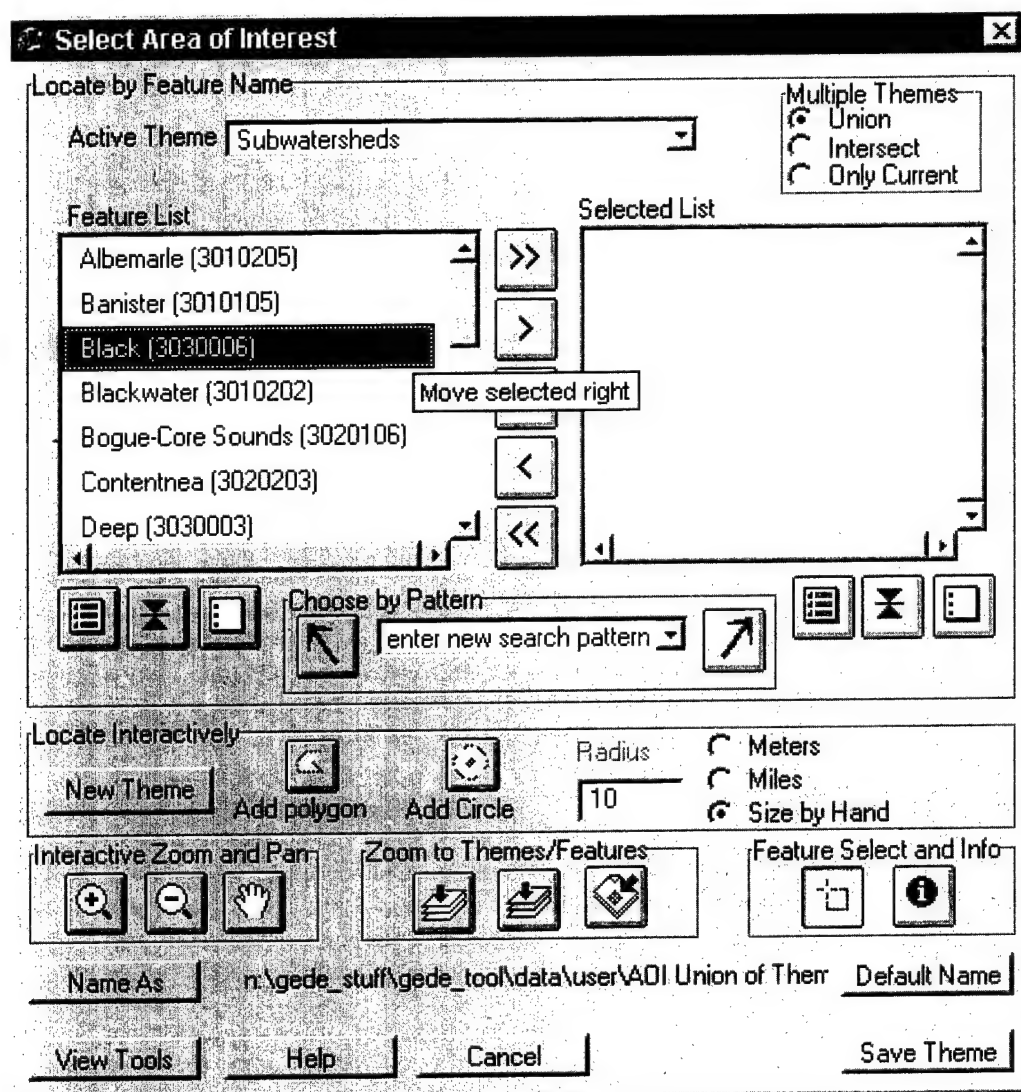 Select Area of Interest
Locate by Feature Name
Multiple Themes
Union
Intersect
Only Current
Active Theme
Subwatersheds
Feature List
Selected List
Albemarle (3010205)
Banister (3010105)
Black (3030006)
Blackwater (3010202)
Bogue-Core Sounds (3020106)
Contentnea (3020203)
Deep (3030003)
>>
>
Move selected right
<
<<
Choose by Pattern
enter new search pattern
Locate Interactively
New Theme
Add polygon
Add Circle
Radius
10
Meters
Miles
Size by Hand
Interactive Zoom and Pan
Zoom to Themes/Features
Feature Select and Info
Name As
n:\gede_stuff\gede_tool\data\user\AOI Union of Them
Default Name
View Tools
Help
Cancel
Save Theme